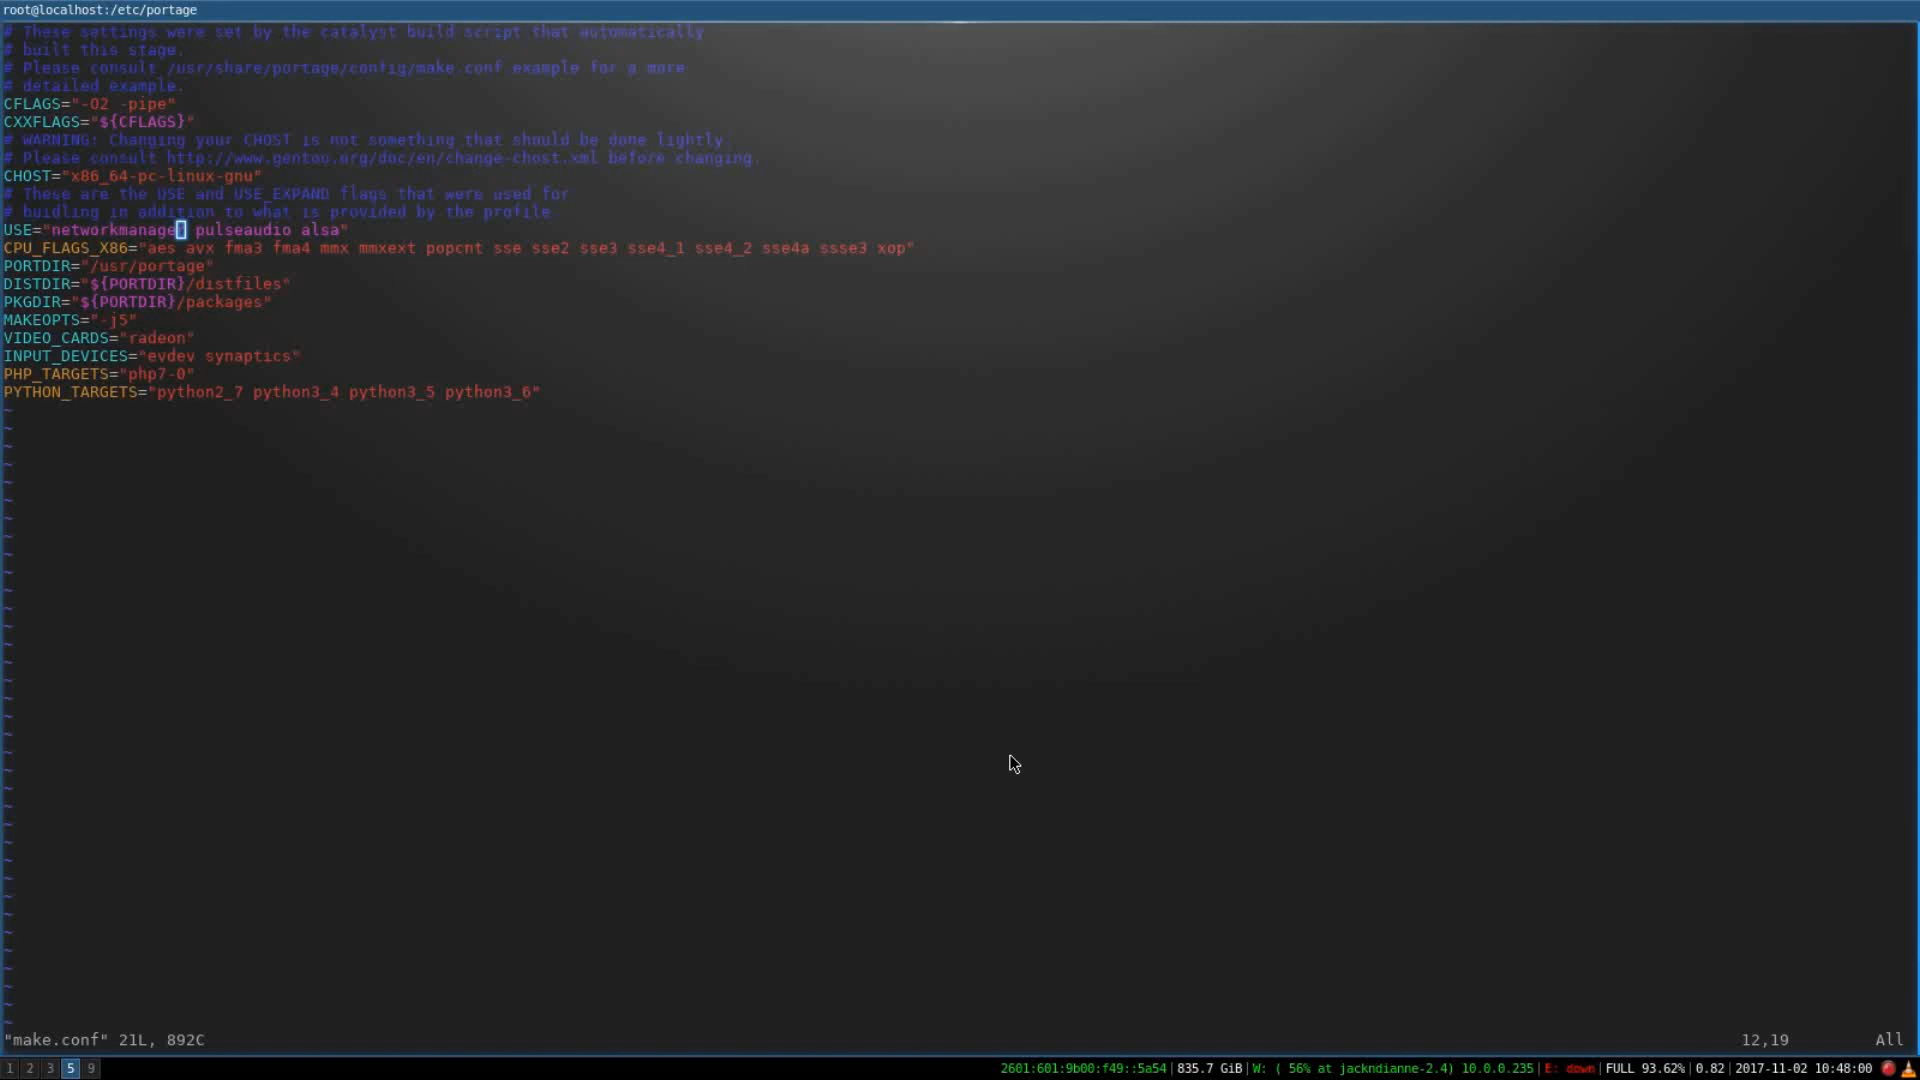 root@localhost:/etc/portage
# These settings were set by the catalyst build script that automatically
# built this stage.
# Please consult /usr/share/portage/config/make.conf.example for a more
# detailed example.
CFLAGS="-O2 -pipe"
CXXFLAGS="${CFLAGS}"
# WARNING: Changing your CHOST is not something that should be done lightly.
# Please consult http://www.gentoo.org/doc/en/change-chost.xml before changing.
CHOST="x86_64-pc-linux-gnu"
# These are the USE and USE_EXPAND flags that were used for
# buidling in addition to what is provided by the profile.
USE="networkmanager pulseaudio alsa"
CPU_FLAGS_X86="aes avx fma3 fma4 mmx mmxext popcnt sse sse2 sse3 sse4_1 sse4_2 sse4a ssse3 xop"
PORTDIR="/usr/portage"
DISTDIR="${PORTDIR}/distfiles"
PKGDIR="${PORTDIR}/packages"
MAKEOPTS="-j5"
VIDEO_CARDS="radeon"
INPUT_DEVICES="evdev synaptics"
PHP_TARGETS="php7-0"
PYTHON_TARGETS="python2_7 python3_4 python3_5 python3_6"
"make.conf" 21L, 892C 12,19 All
1 2 3 5 9 2601:601:9b00:f49::5a54|835.7 GiB|W: ( 56% at jackndianne-2.4) 10.0.0.235|E: down|FULL 93.62%|0.82|2017-11-02 10:48:00